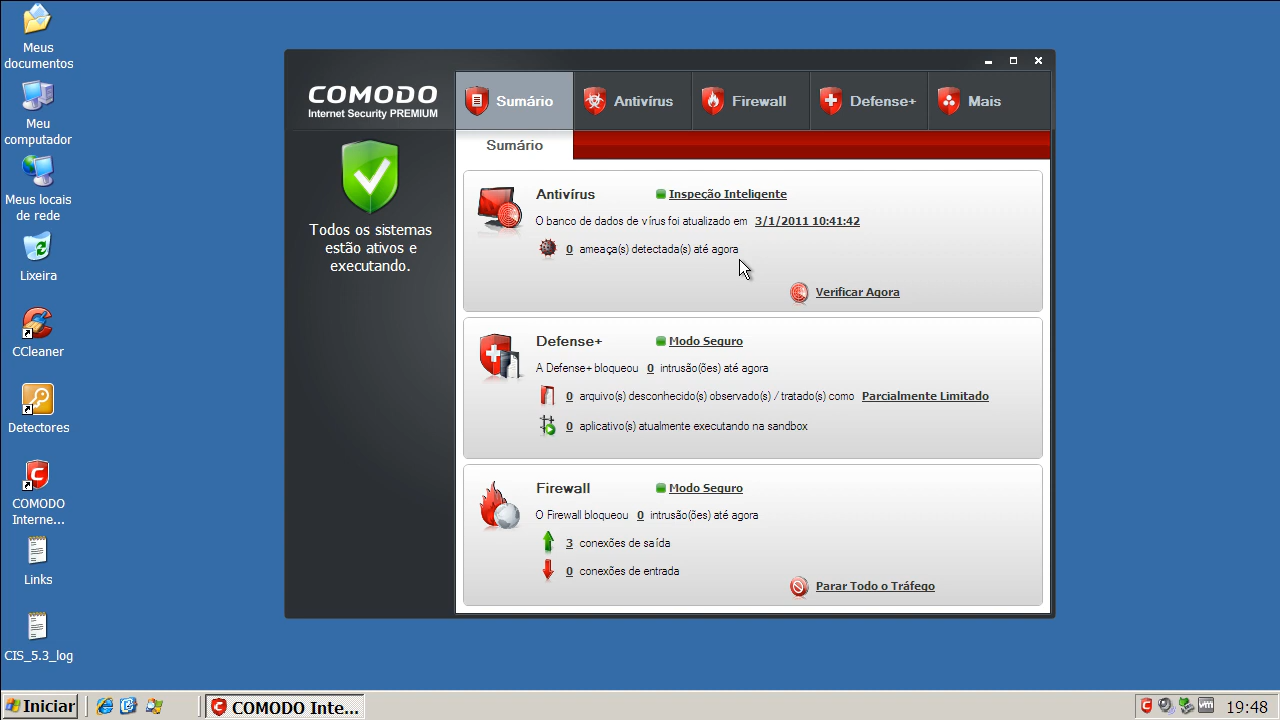 Meus
documentos
Meu
computador
Meus locais
de rede
Lixeira
CCleaner
Detectores
COMODO
Interne...
Links
CIS_5.3_log
COMODO
Internet Security PREMIUM
Todos os sistemas
estão ativos e
executando.
Sumário
Antivírus
Firewall
Defense+
Mais
Sumário
Antivírus
Inspeção Inteligente
O banco de dados de vírus foi atualizado em 3/1/2011 10:41:42
0 ameaça(s) detectada(s) até agora
Verificar Agora
Defense+
Modo Seguro
A Defense+ bloqueou 0 intrusão(ões) até agora
0 arquivo(s) desconhecido(s) observado(s) / tratado(s) como Parcialmente Limitado
0 aplicativo(s) atualmente executando na sandbox
Firewall
Modo Seguro
O Firewall bloqueou 0 intrusão(ões) até agora
3 conexões de saída
0 conexões de entrada
Parar Todo o Tráfego
Iniciar
COMODO Inte...
19:48